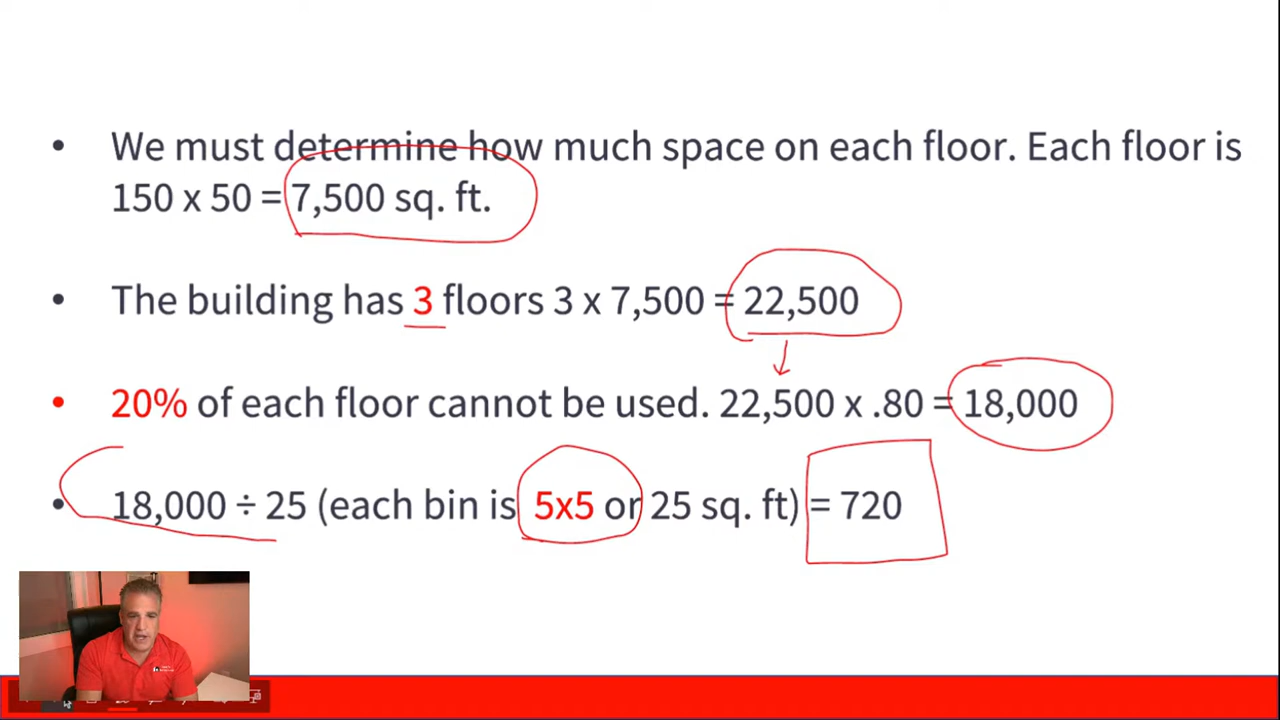 • We must determine how much space on each floor. Each floor is
150 x 50 = 7,500 sq. ft.
• The building has 3 floors 3 x 7,500 = 22,500
• 20% of each floor cannot be used. 22,500 x .80 = 18,000
• 18,000 ÷ 25 (each bin is 5x5 or 25 sq. ft) = 720